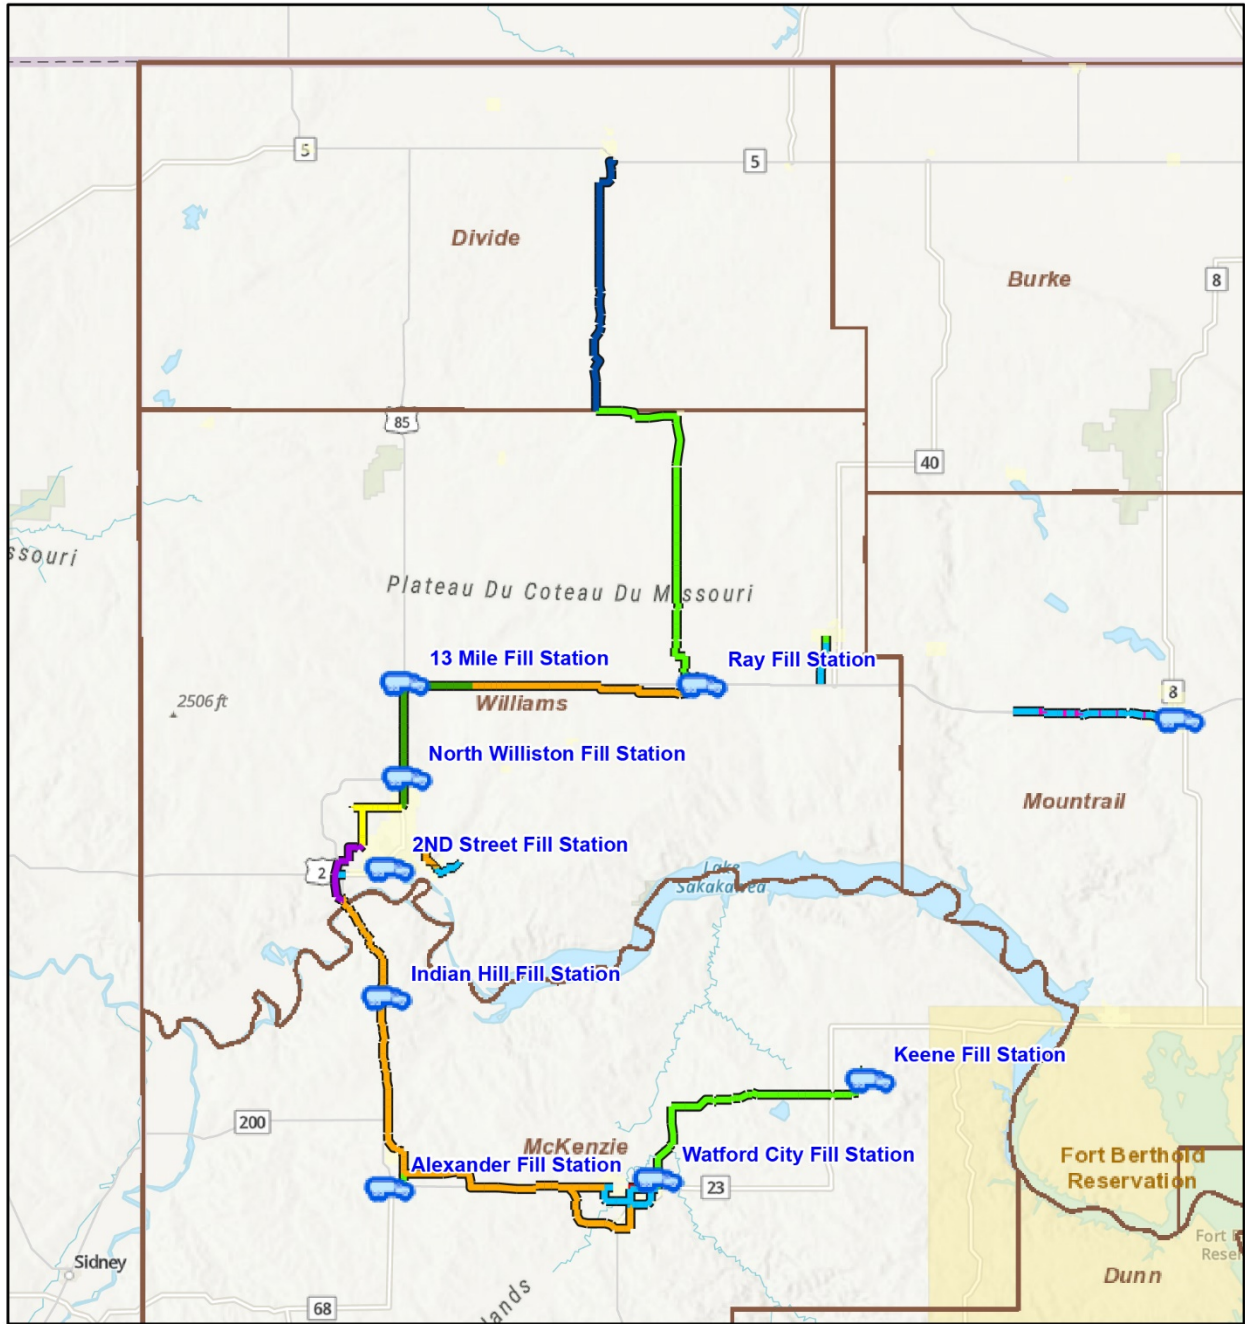 5
5
Divide
Burke
8
85
40
ssouri
Plateau Du Coteau Du M ssouri
13 Mile Fill Station
Ray Fill Station
2506 ft
Williams
8
North Williston Fill Station
Mountrail
2ND Street Fill Station
2
Lake
Sakakawea
Indian Hill Fill Station
Keene Fill Station
200
McKenzie
Alexander Fill Station
Watford City Fill Station
23
Fort Berthold
Reservation
Fort
Reser
Sidney
Dunn
68
lands